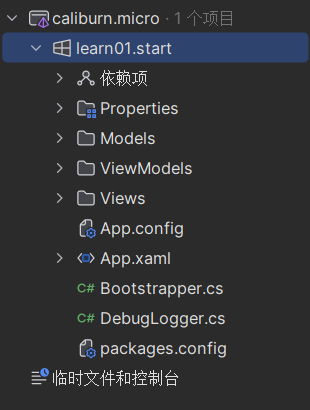 caliburn.micro · 1 个项目
learn01.start
依赖项
Properties
Models
ViewModels
Views
App.config
App.xaml
C# Bootstrapper.cs
C# DebugLogger.cs
packages.config
临时文件和控制台